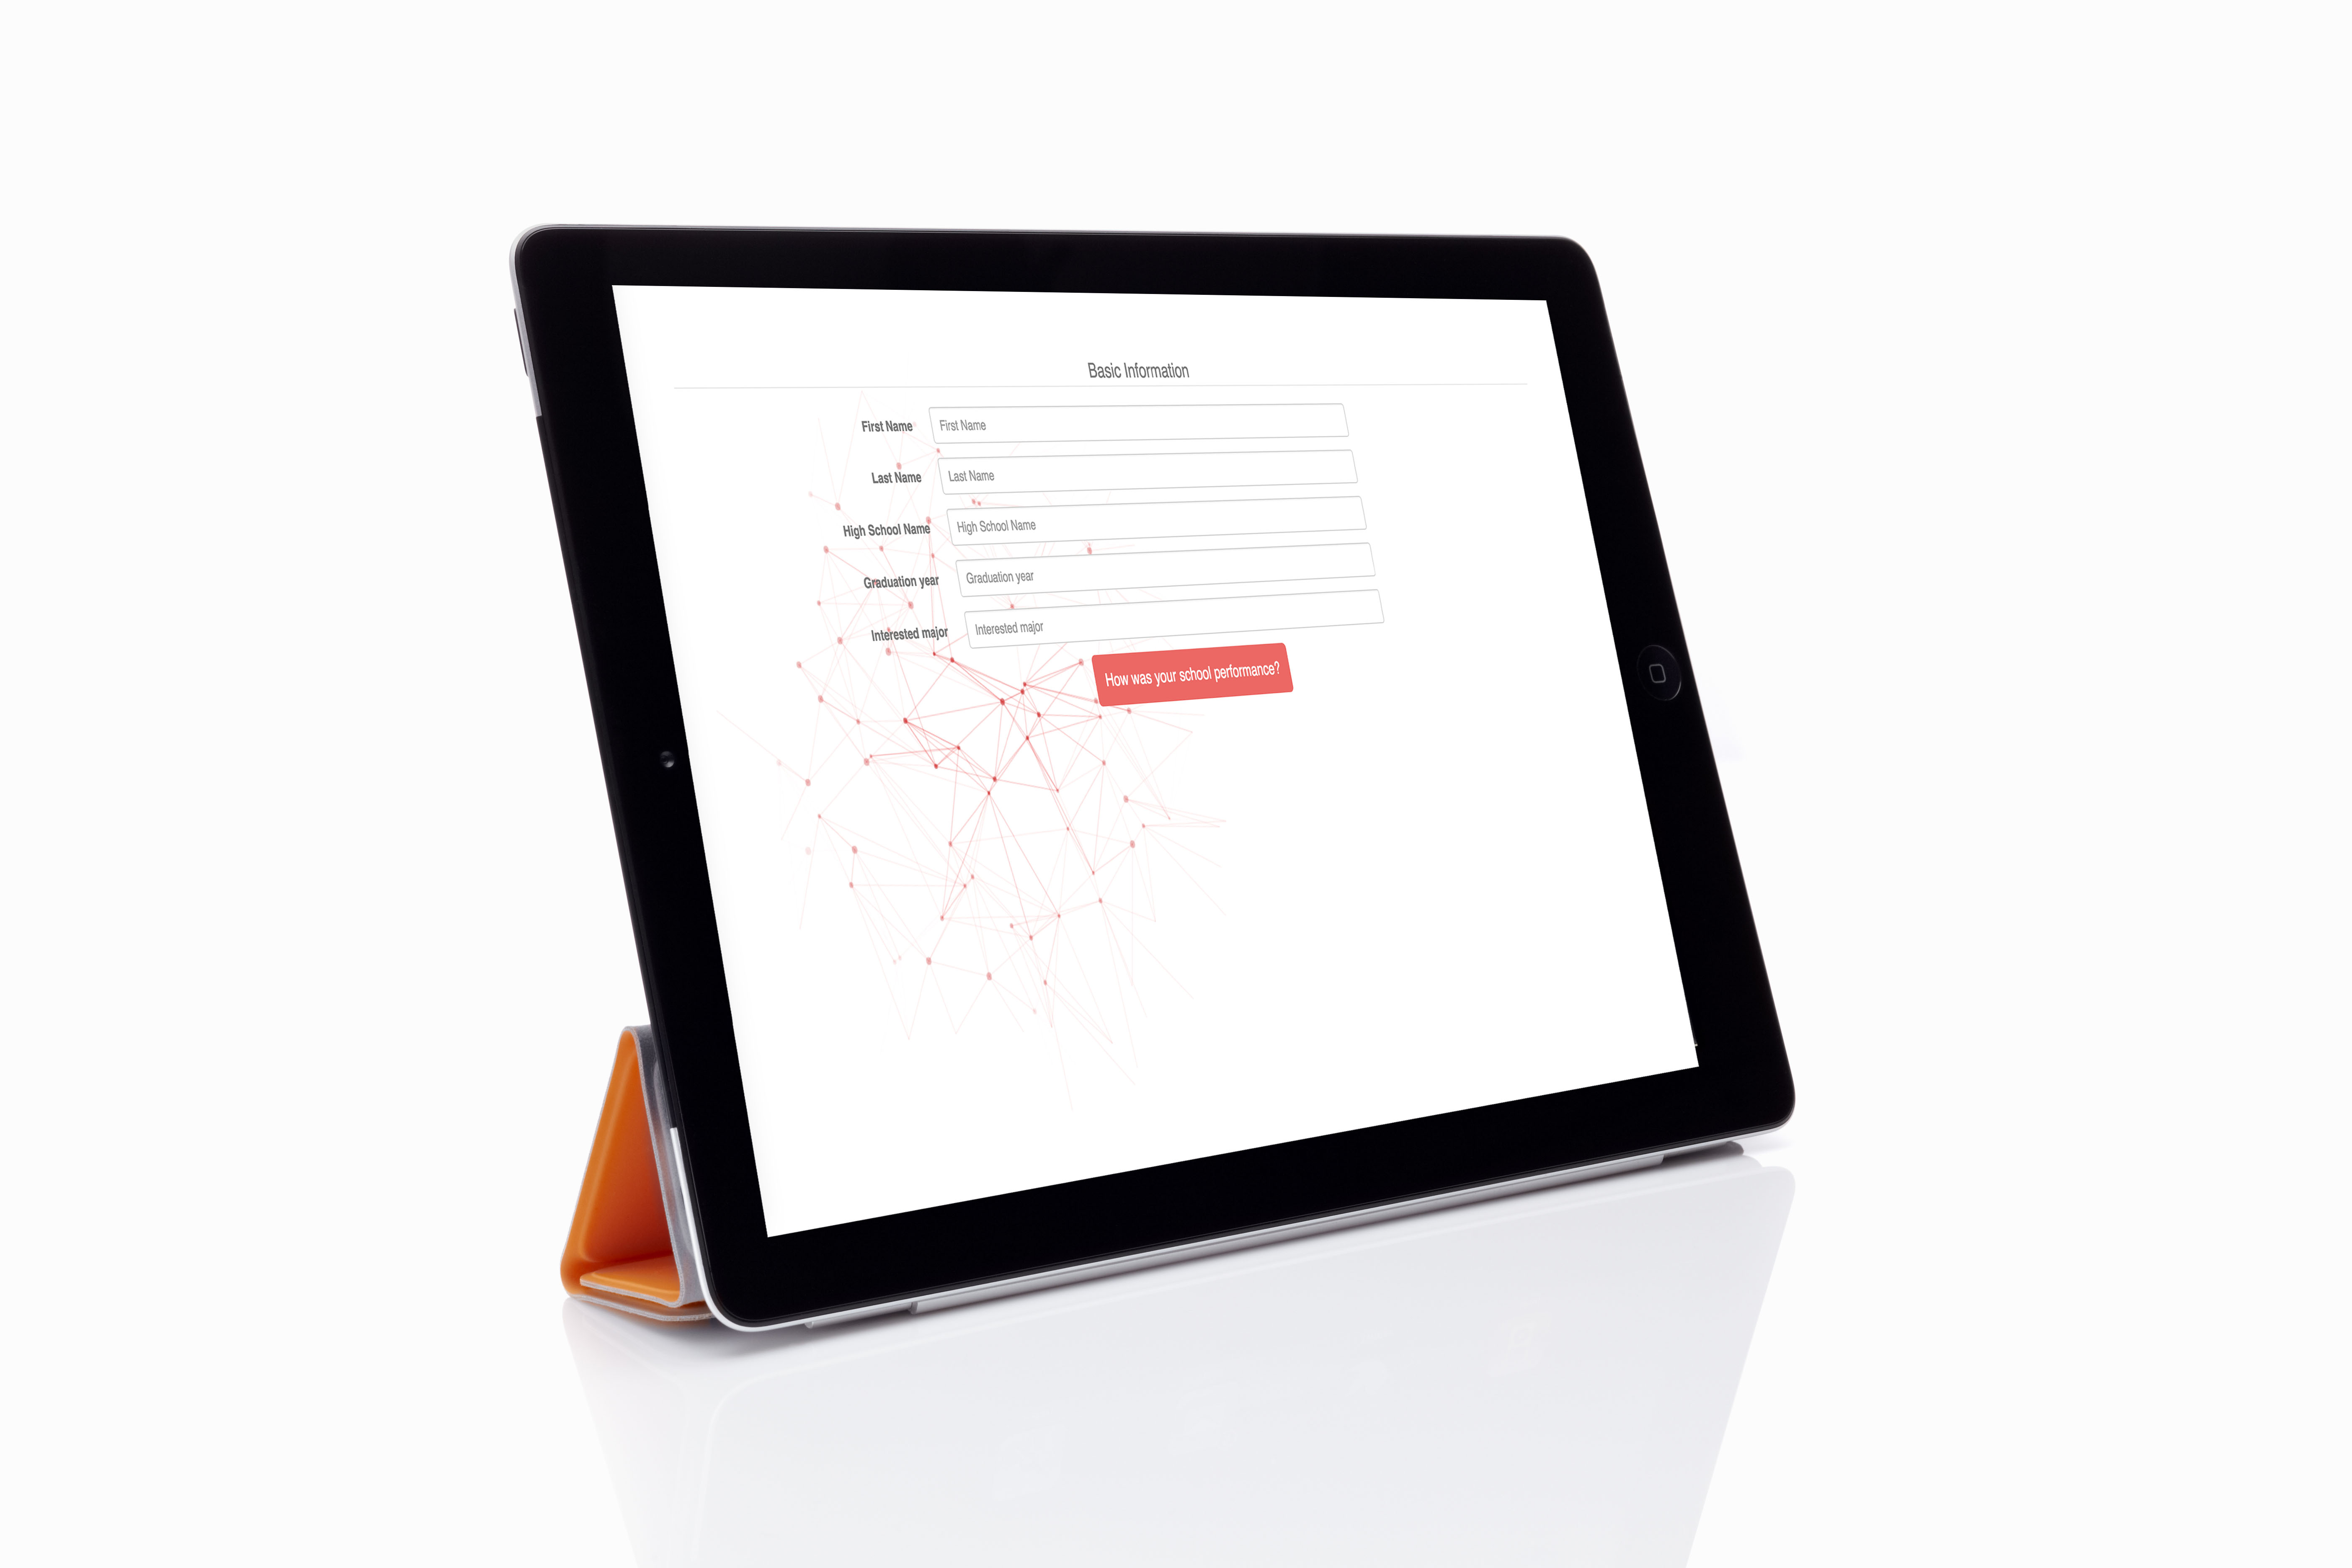 Basic Information
First Name First Name
Last Name Last Name
High School Name High School Name
Graduation year Graduation year
Interested major Interested major
How was your school performance?